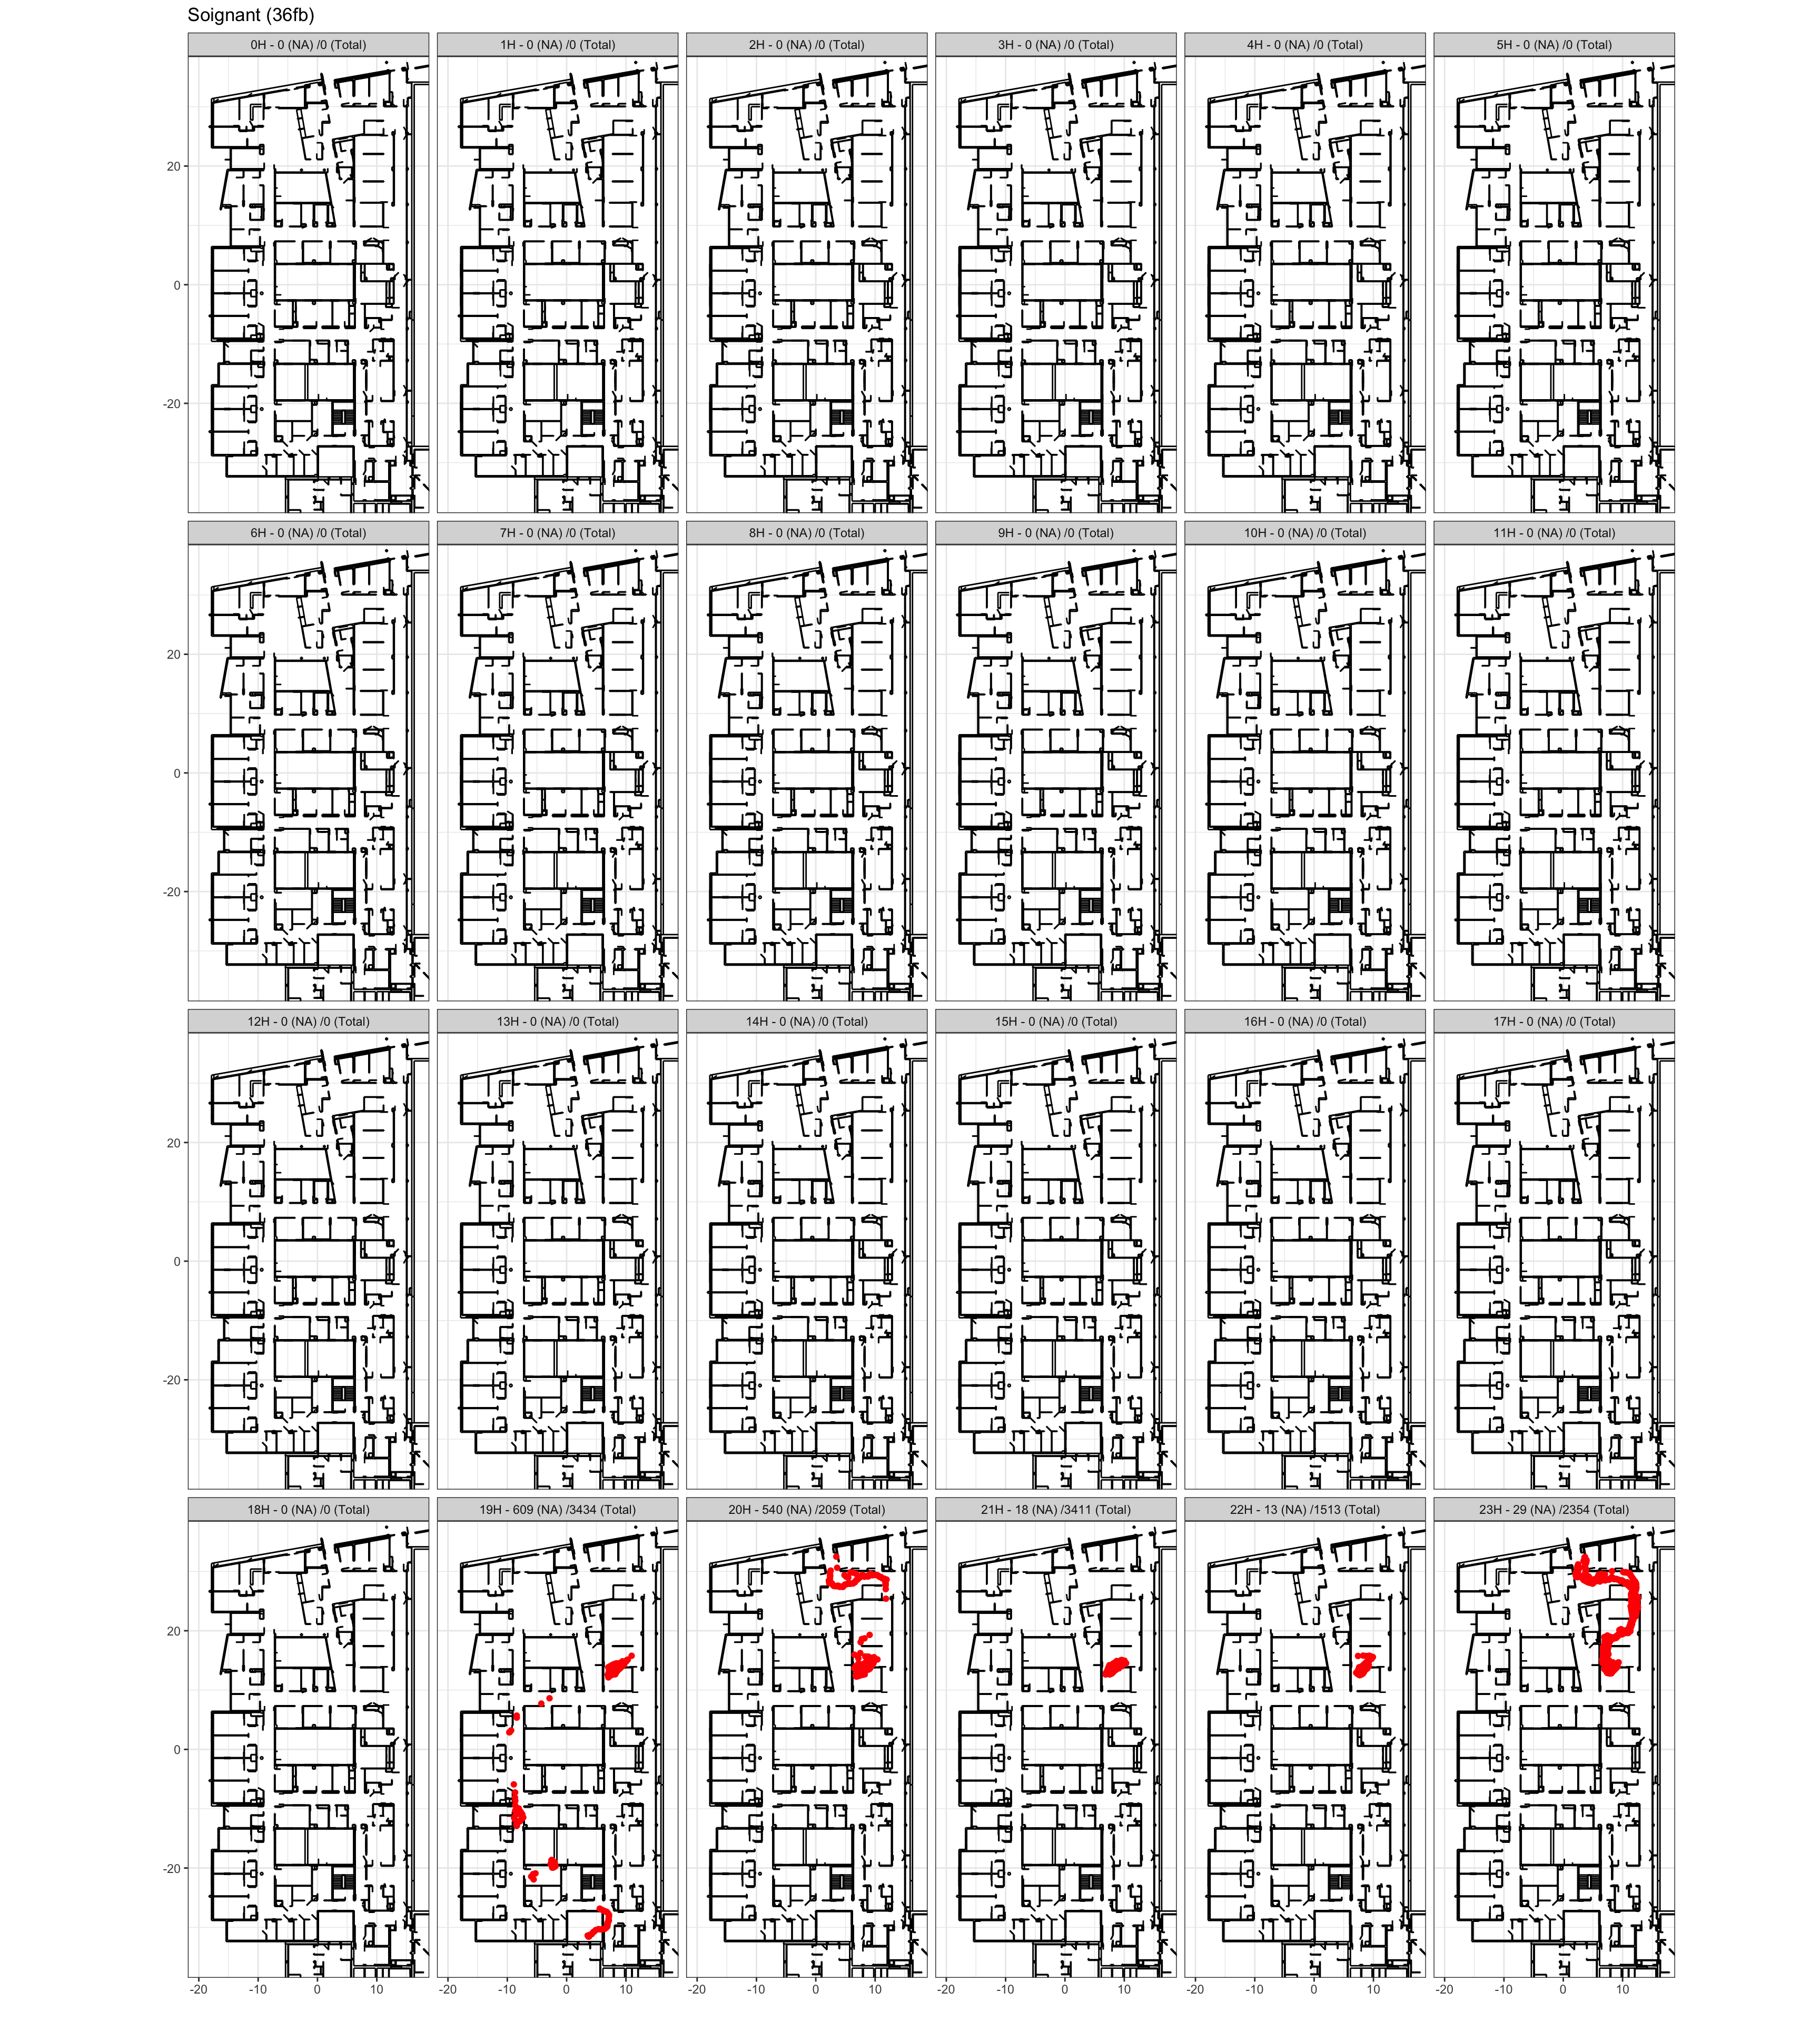 Soignant (36fb)
0H - 0 (NA) /0 (Total) 1H - 0 (NA) /0 (Total) 2H - 0 (NA) /0 (Total) 3H - 0 (NA) /0 (Total) 4H - 0 (NA) /0 (Total) 5H - 0 (NA) /0 (Total)
20
0
-20
6H - 0 (NA) /0 (Total) 7H - 0 (NA) /0 (Total) 8H - 0 (NA) /0 (Total) 9H - 0 (NA) /0 (Total) 10H - 0 (NA) /0 (Total) 11H - 0 (NA) /0 (Total)
20
0
-20
12H - 0 (NA) /0 (Total) 13H - 0 (NA) /0 (Total) 14H - 0 (NA) /0 (Total) 15H - 0 (NA) /0 (Total) 16H - 0 (NA) /0 (Total) 17H - 0 (NA) /0 (Total)
20
0
-20
18H - 0 (NA) /0 (Total) 19H - 609 (NA) /3434 (Total) 20H - 540 (NA) /2059 (Total) 21H - 18 (NA) /3411 (Total) 22H - 13 (NA) /1513 (Total) 23H - 29 (NA) /2354 (Total)
20
0
-20
-20 -10 0 10 -20 -10 0 10 -20 -10 0 10 -20 -10 0 10 -20 -10 0 10 -20 -10 0 10